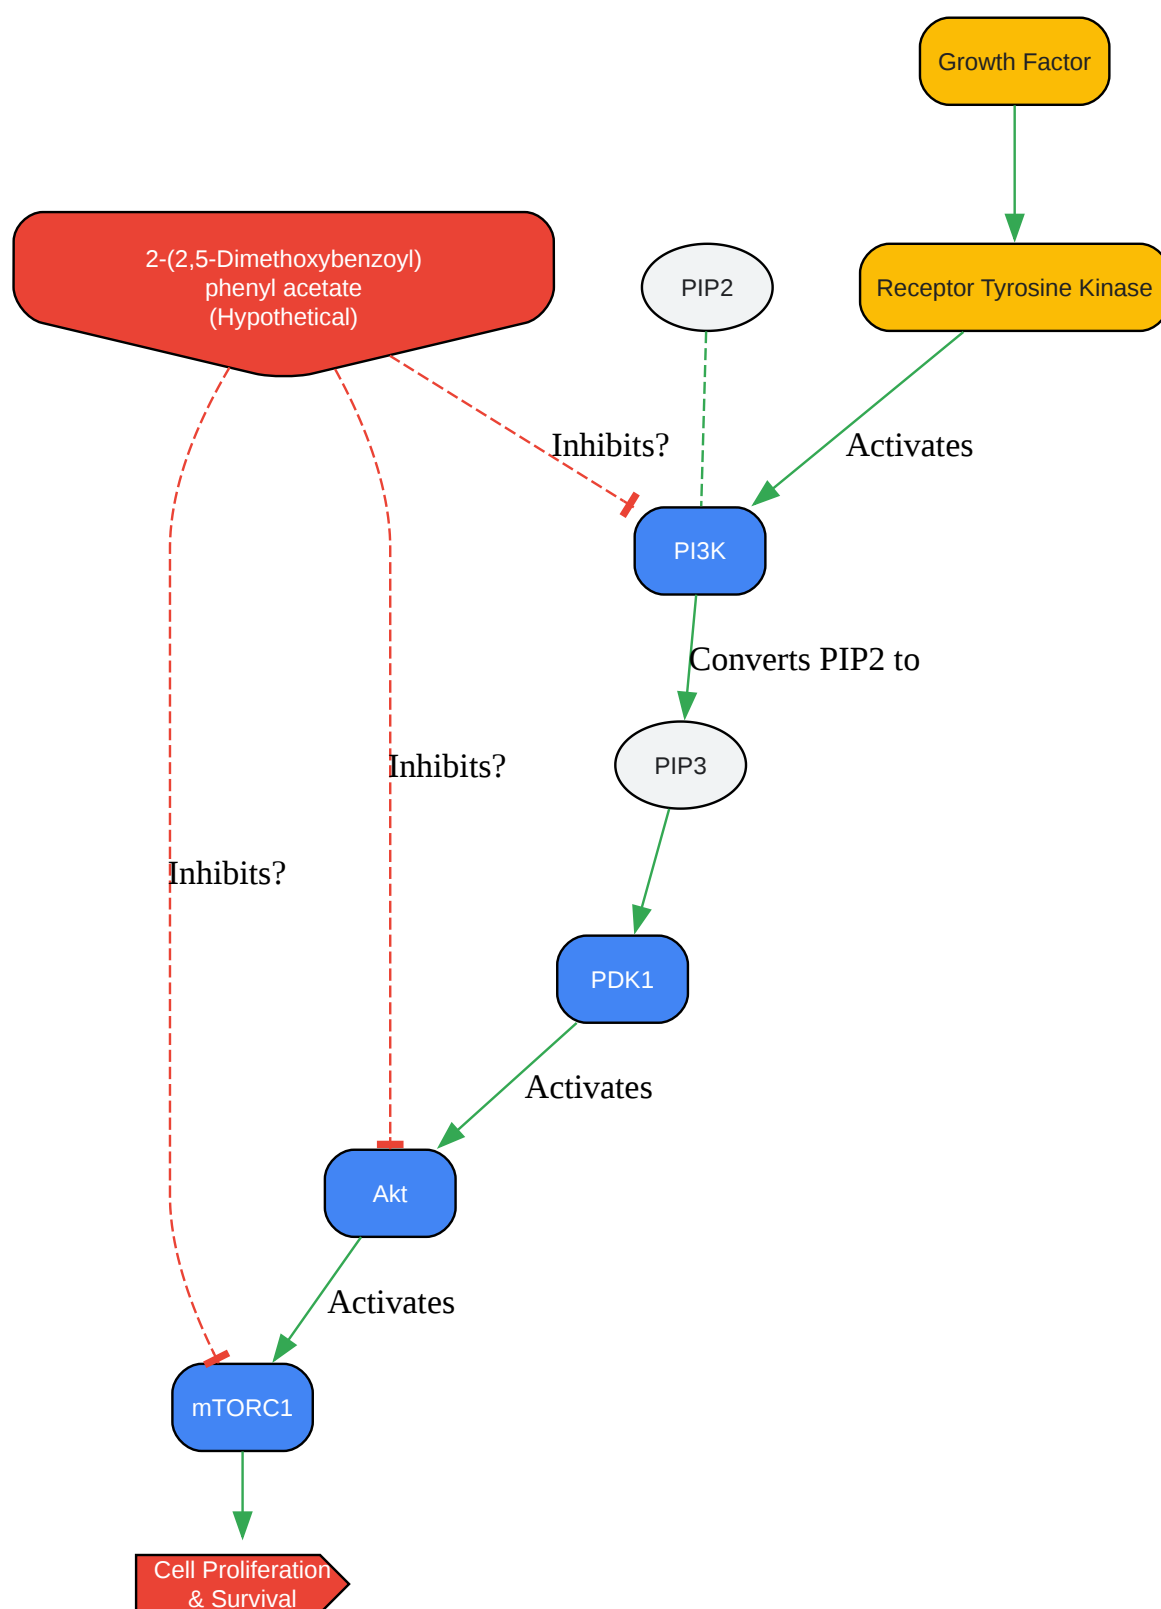 Growth Factor
2-(2,5-Dimethoxybenzoyl)
phenyl acetate
(Hypothetical)
PIP2
Receptor Tyrosine Kinase
Inhibits?
Activates
PI3K
Converts PIP2 to
PIP3
Inhibits?
Inhibits?
PDK1
Activates
Akt
Activates
mTORC1
Cell Proliferation
& Survival